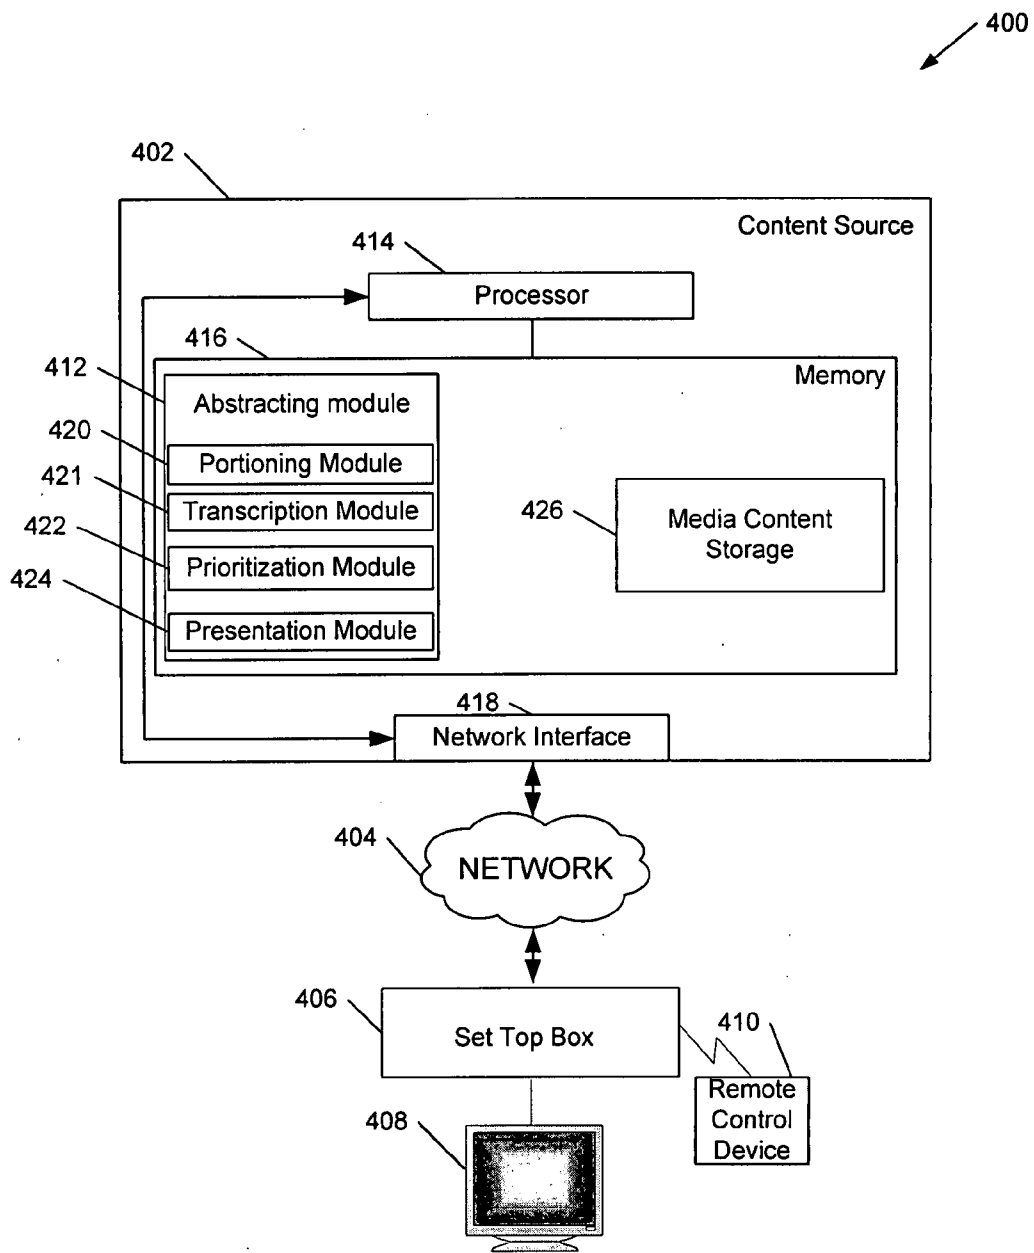 400
402
Content Source
414
Processor
416
Memory
412
Abstracting module
420
Portioning Module
421
Transcription Module
422
Prioritization Module
424
Presentation Module
426
Media Content
Storage
418
Network Interface
404
NETWORK
406
Set Top Box
410
Remote
Control
Device
408